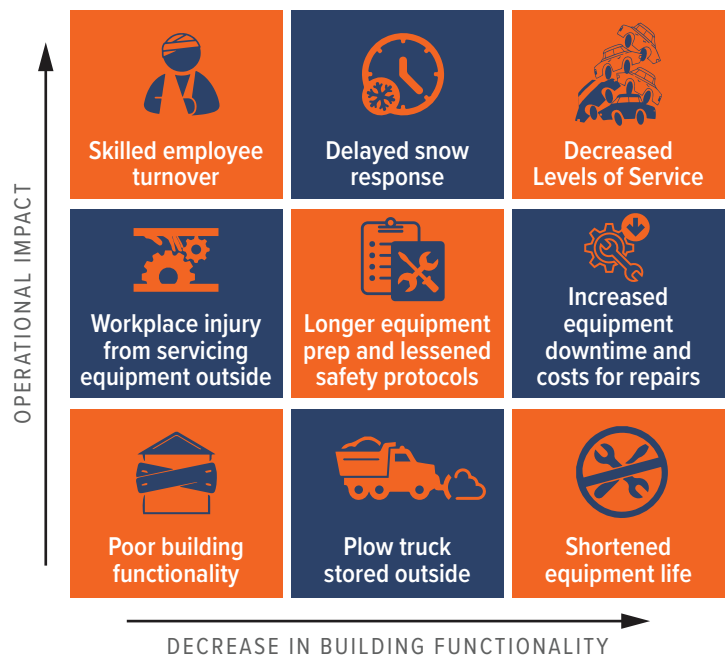 OPERATIONAL IMPACT
Skilled employee
turnover
Delayed snow
response
Decreased
Levels of Service
Workplace injury
from servicing
equipment outside
Longer equipment
prep and lessened
safety protocols
Increased
equipment
downtime and
costs for repairs
Poor building
functionality
Plow truck
stored outside
Shortened
equipment life
DECREASE IN BUILDING FUNCTIONALITY